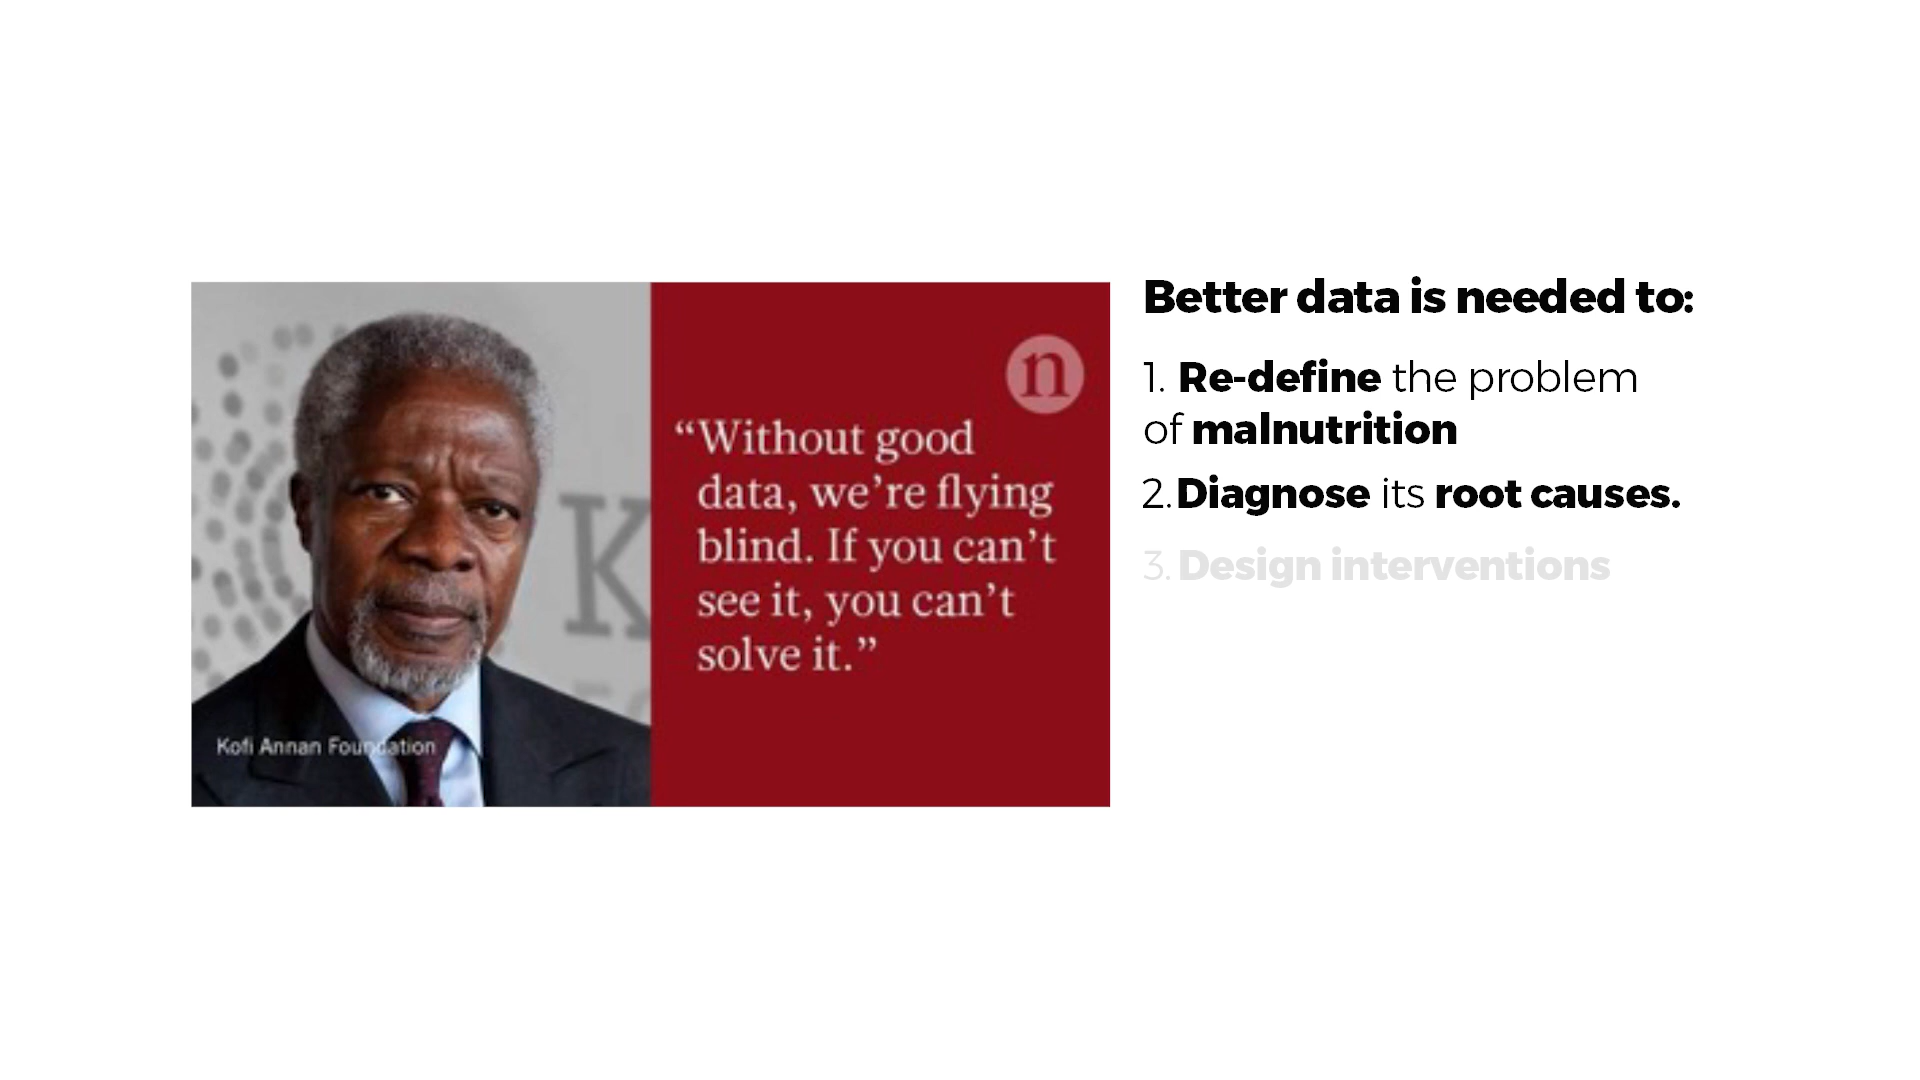 Kofi Annan Foundation
K
n
“Without good
data, we’re flying
blind. If you can’t
see it, you can’t
solve it.”
Better data is needed to:
1. Re-define the problem
of malnutrition
2. Diagnose its root causes.
3. Design interventions